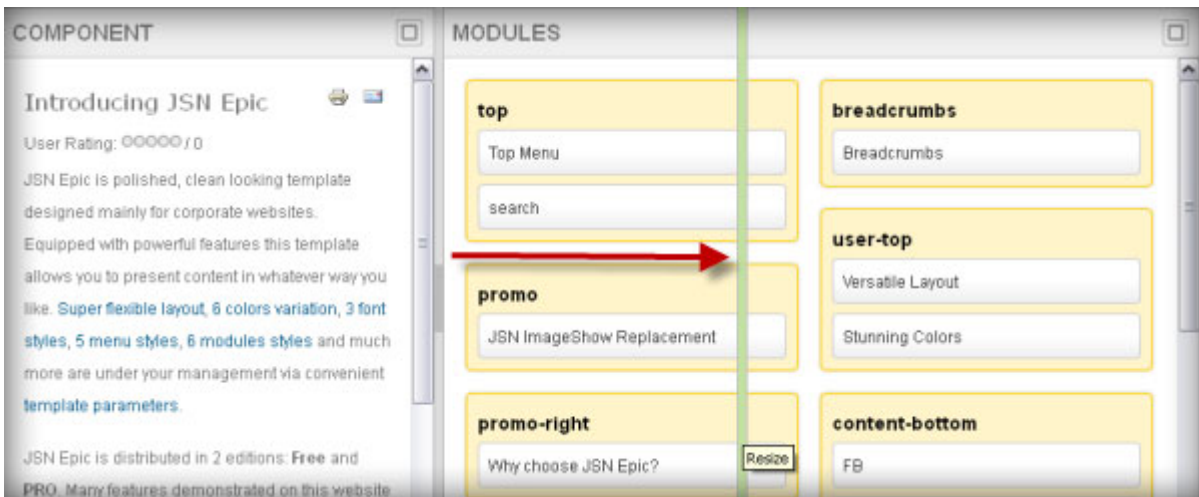 COMPONENT
MODULES
Introducing JSN Epic
User Rating: / 0
JSN Epic is polished, clean looking template
designed mainly for corporate websites.
Equipped with powerful features this template
allows you to present content in whatever way you
like. Super flexible layout, 6 colors variation, 3 font
styles, 5 menu styles, 6 modules styles and much
more are under your management via convenient
template parameters.
JSN Epic is distributed in 2 editions: Free and
PRO. Many features demonstrated on this website
top
Top Menu
search
promo
JSN ImageShow Replacement
promo-right
Why choose JSN Epic?
Resize
breadcrumbs
Breadcrumbs
user-top
Versatile Layout
Stunning Colors
content-bottom
FB